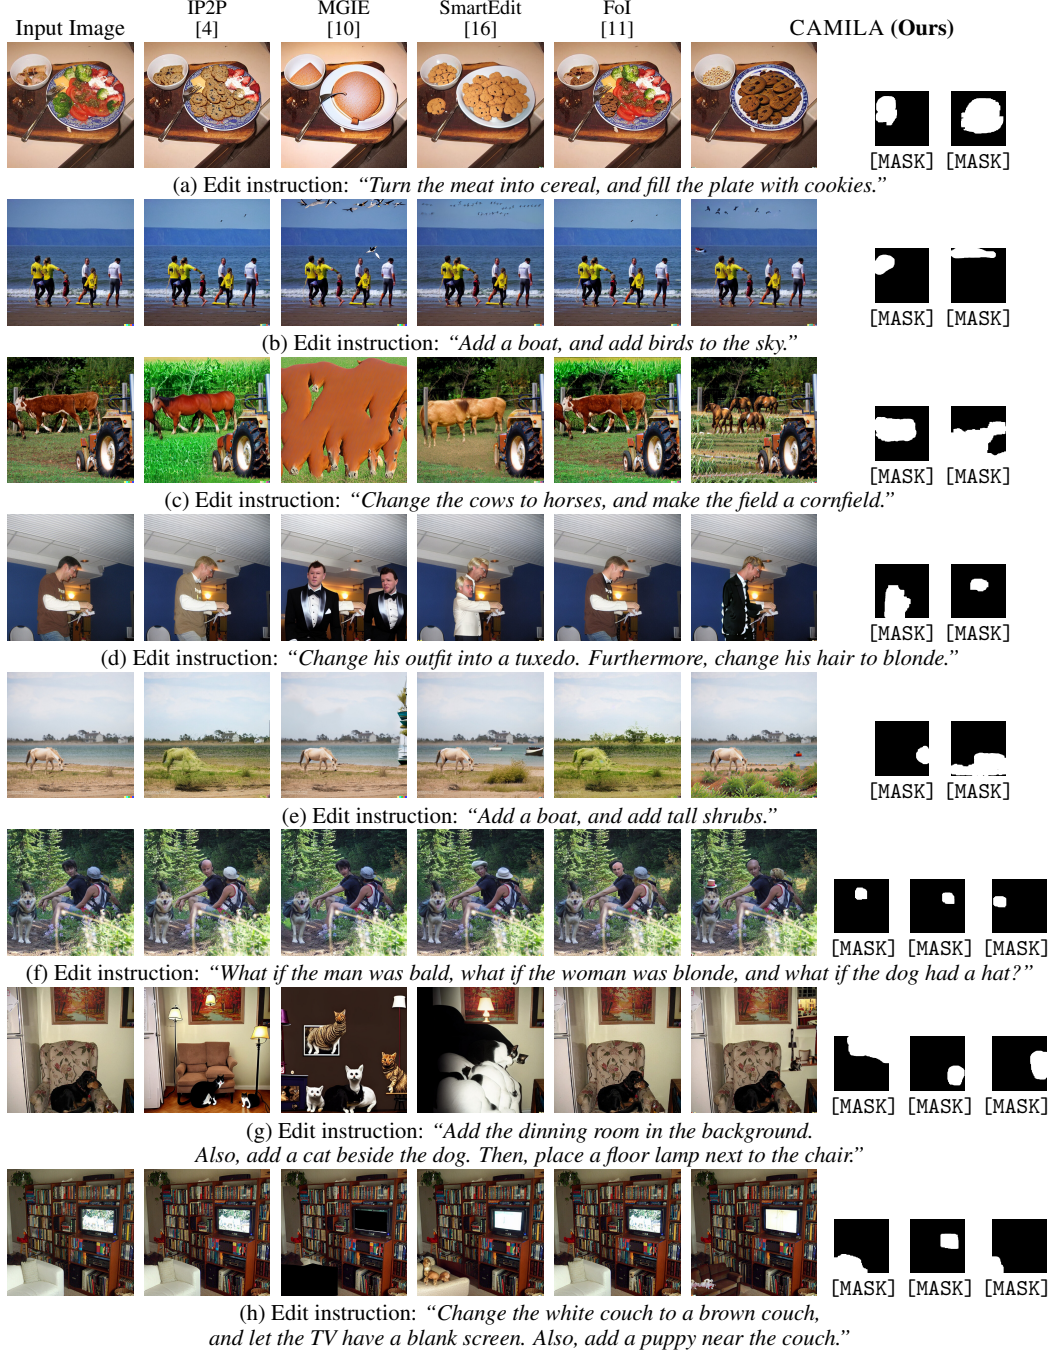 Input Image
IP2P
[4]
MGIE
[10]
SmartEdit
[16]
FoI
[11]
CAMILA (Ours)
[MASK] [MASK]
(a) Edit instruction: “Turn the meat into cereal, and fill the plate with cookies.”
[MASK] [MASK]
(b) Edit instruction: “Add a boat, and add birds to the sky.”
[MASK] [MASK]
(c) Edit instruction: “Change the cows to horses, and make the field a cornfield.”
[MASK] [MASK]
(d) Edit instruction: “Change his outfit into a tuxedo. Furthermore, change his hair to blonde.”
[MASK] [MASK]
(e) Edit instruction: “Add a boat, and add tall shrubs.”
[MASK] [MASK] [MASK]
(f) Edit instruction: “What if the man was bald, what if the woman was blonde, and what if the dog had a hat?”
[MASK] [MASK] [MASK]
(g) Edit instruction: “Add the dinning room in the background.
Also, add a cat beside the dog. Then, place a floor lamp next to the chair.”
[MASK] [MASK] [MASK]
(h) Edit instruction: “Change the white couch to a brown couch,
and let the TV have a blank screen. Also, add a puppy near the couch.”